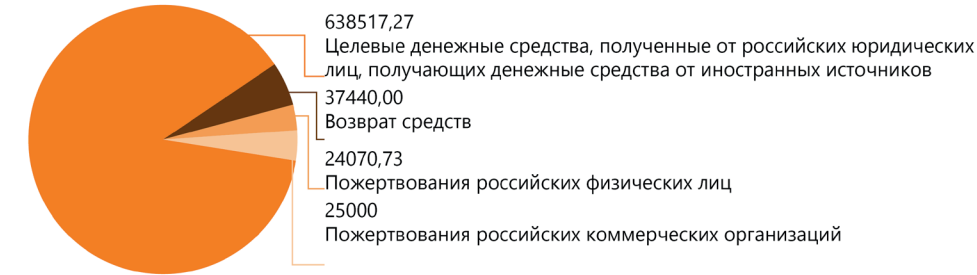 638517,27
Целевые денежные средства, полученные от российских юридических
лиц, получающих денежные средства от иностранных источников
37440,00
Возврат средств
24070,73
Пожертвования российских физических лиц
25000
Пожертвования российских коммерческих организаций